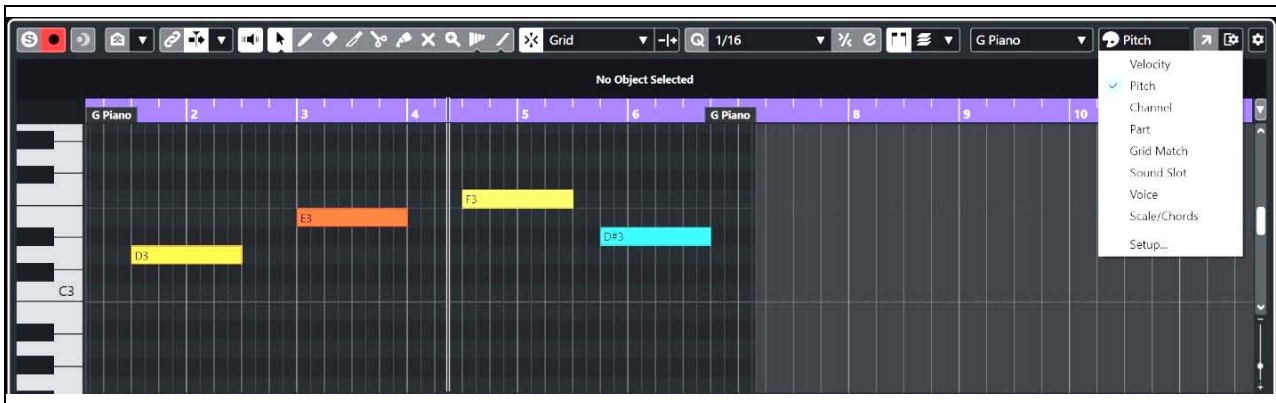 S Grid Q 1/16 G Piano Pitch
No Object Selected
Velocity
Pitch
Channel
Part
Grid Match
Sound Slot
Voice
Scale/Chords
Setup...
G Piano 2 3 4 5 6 G Piano 8 9 10
F3
E3
D#3
D3
C3